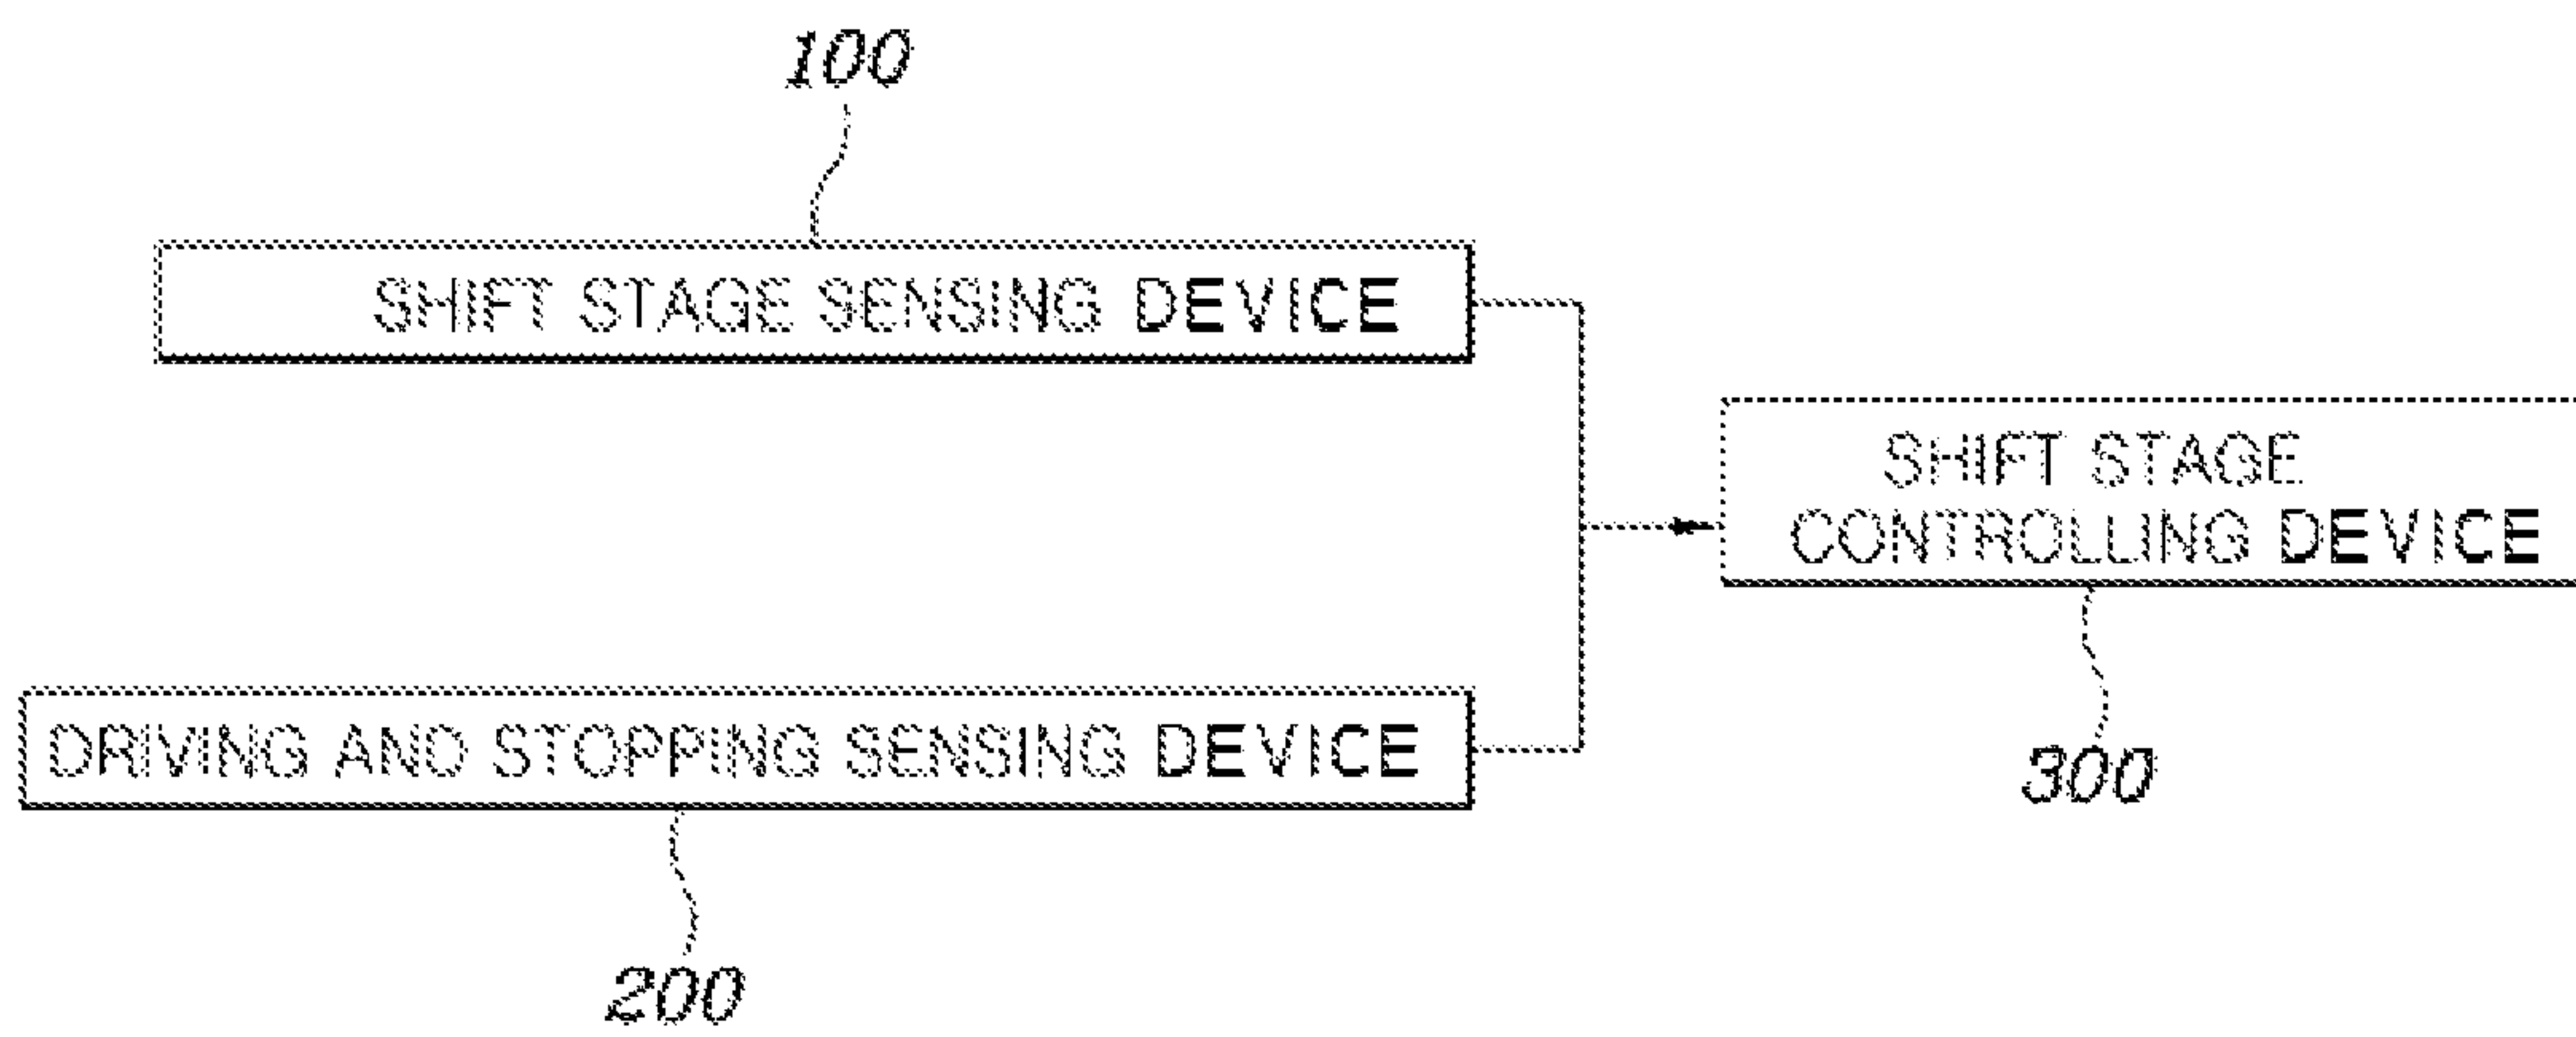 100
SHIFT STAGE SENSING DEVICE
SHIFT STAGE
CONTROLLING DEVICE
300
DRIVING AND STOPPING SENSING DEVICE
200